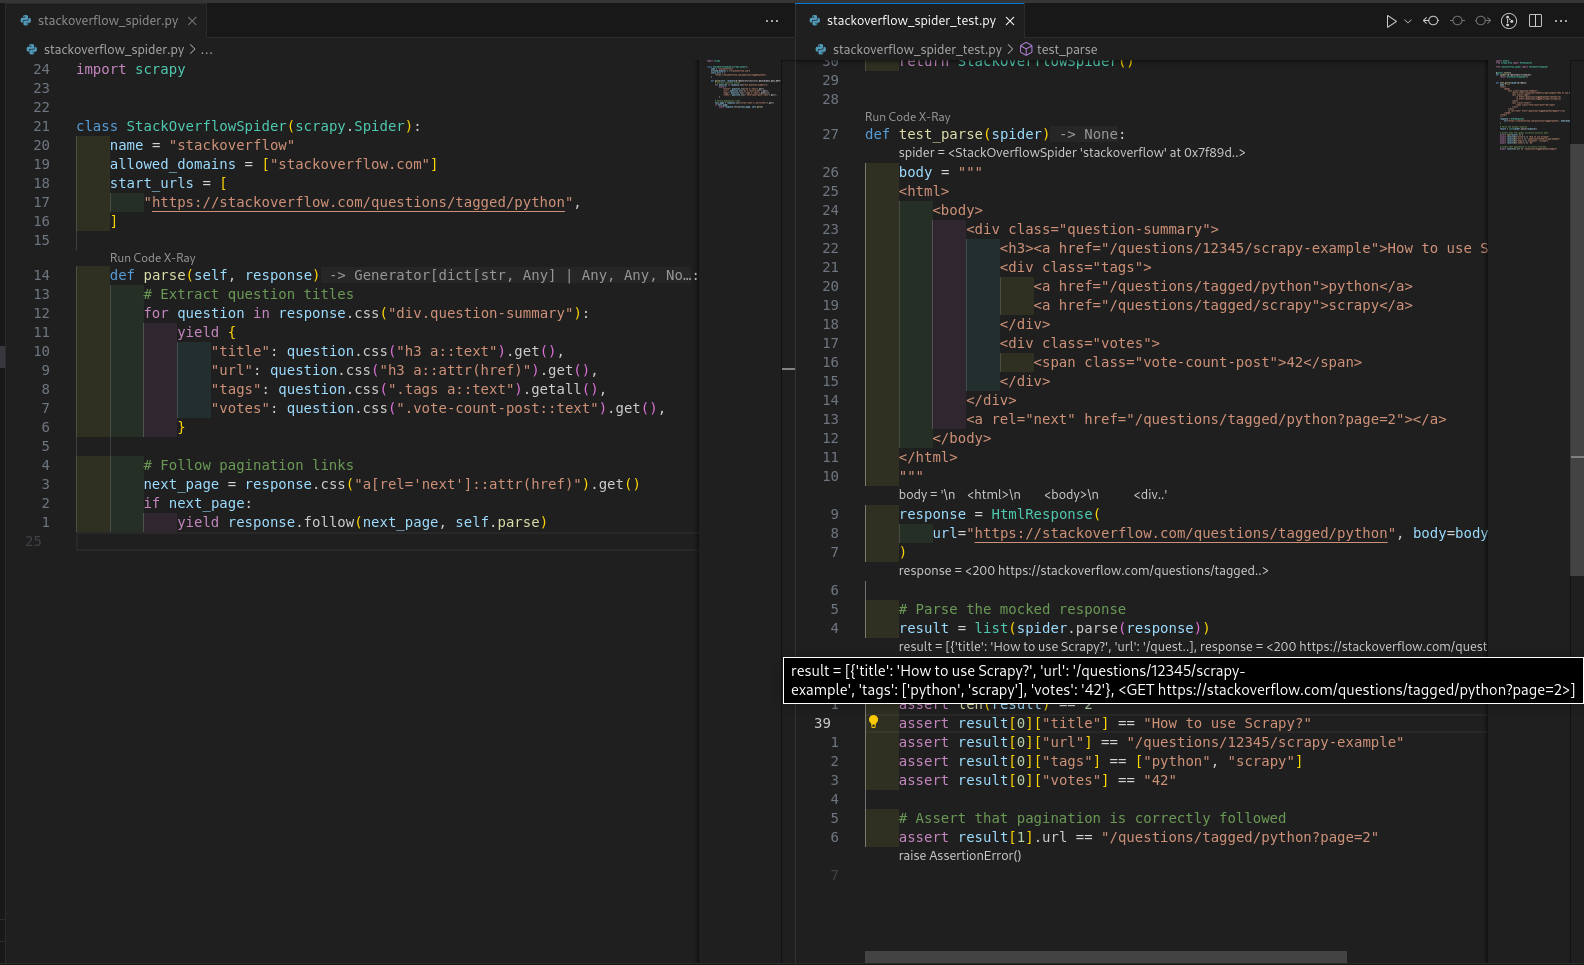 stackoverflow_spider.py
stackoverflow_spider.py > ...
24 import scrapy
23
22
21 class StackOverflowSpider(scrapy.Spider):
20 name = "stackoverflow"
19 allowed_domains = ["stackoverflow.com"]
18 start_urls = [
17 "https://stackoverflow.com/questions/tagged/python",
16 ]
15
Run Code X-Ray
14 def parse(self, response) -> Generator[dict[str, Any] | Any, Any, No…:
13 # Extract question titles
12 for question in response.css("div.question-summary"):
11 yield {
10 "title": question.css("h3 a::text").get(),
9 "url": question.css("h3 a::attr(href)").get(),
8 "tags": question.css(".tags a::text").getall(),
7 "votes": question.css(".vote-count-post::text").get(),
6 }
5
4 # Follow pagination links
3 next_page = response.css("a[rel='next']::attr(href)").get()
2 if next_page:
1 yield response.follow(next_page, self.parse)
25
stackoverflow_spider_test.py
stackoverflow_spider_test.py > test_parse
30 return StackOverflowSpider()
29
28
Run Code X-Ray
27 def test_parse(spider) -> None:
spider = <StackOverflowSpider 'stackoverflow' at 0x7f89d..>
26 body = """
25 <html>
24 <body>
23 <div class="question-summary">
22 <h3><a href="/questions/12345/scrapy-example">How to use S
21 <div class="tags">
20 <a href="/questions/tagged/python">python</a>
19 <a href="/questions/tagged/scrapy">scrapy</a>
18 </div>
17 <div class="votes">
16 <span class="vote-count-post">42</span>
15 </div>
14 </div>
13 <a rel="next" href="/questions/tagged/python?page=2"></a>
12 </body>
11 </html>
10 """
body = '\n <html>\n <body>\n <div..'
9 response = HtmlResponse(
8 url="https://stackoverflow.com/questions/tagged/python", body=body
7 )
response = <200 https://stackoverflow.com/questions/tagged..>
6
5 # Parse the mocked response
4 result = list(spider.parse(response))
result = [{'title': 'How to use Scrapy?', 'url': '/quest..], response = <200 https://stackoverflow.com/quest
result = [{'title': 'How to use Scrapy?', 'url': '/questions/12345/scrapy-
example', 'tags': ['python', 'scrapy'], 'votes': '42'}, <GET https://stackoverflow.com/questions/tagged/python?page=2>]
1 assert len(result) == 2
39 assert result[0]["title"] == "How to use Scrapy?"
1 assert result[0]["url"] == "/questions/12345/scrapy-example"
2 assert result[0]["tags"] == ["python", "scrapy"]
3 assert result[0]["votes"] == "42"
4
5 # Assert that pagination is correctly followed
6 assert result[1].url == "/questions/tagged/python?page=2"
raise AssertionError()
7